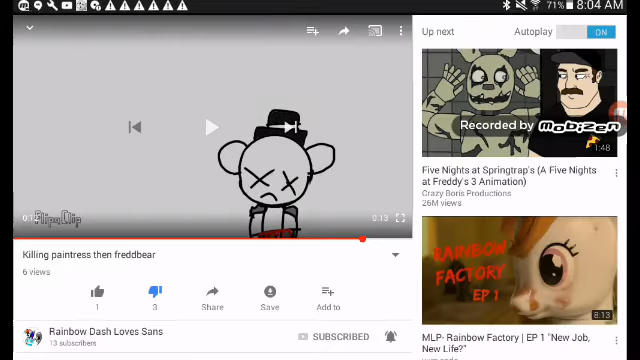 71% 8:04 AM
Up next
Autoplay ON
Recorded by MOBIZEN
1:48
FlipaClip
0:13
Five Nights at Springtrap's (A Five Nights
at Freddy's 3 Animation)
Crazy Boris Productions
26M views
Killing paintress then freddbear
6 views
1
3
Share
Save
Add to
Rainbow Dash Loves Sans
13 subscribers
SUBSCRIBED
RAINBOW
FACTORY
EP 1
8:13
MLP- Rainbow Factory | EP 1 "New Job,
New Life?"